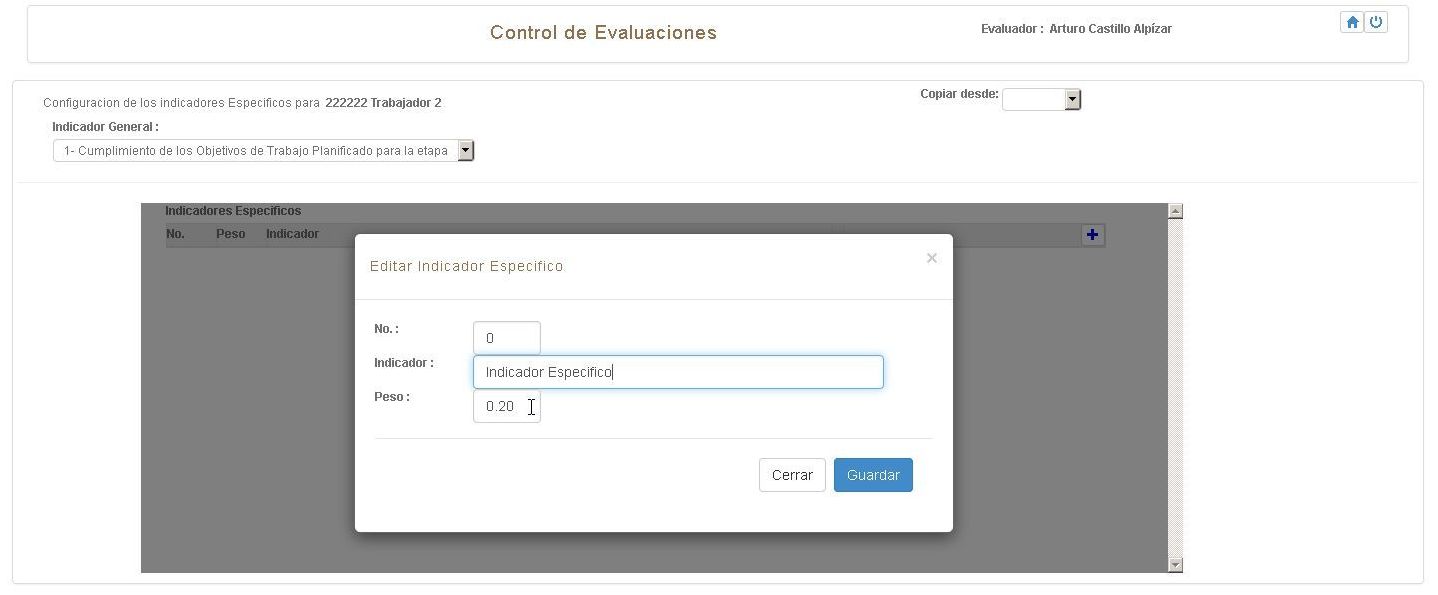 Control de Evaluaciones
Evaluador : Arturo Castillo Alpízar
Configuracion de los indicadores Especificos para 222222 Trabajador 2
Copiar desde:
Indicador General :
1- Cumplimiento de los Objetivos de Trabajo Planificado para la etapa
Indicadores Especificos
No. Peso Indicador
Editar Indicador Especifico
×
No. :
0
Indicador :
Indicador Especifico
Peso :
0.20
Cerrar
Guardar